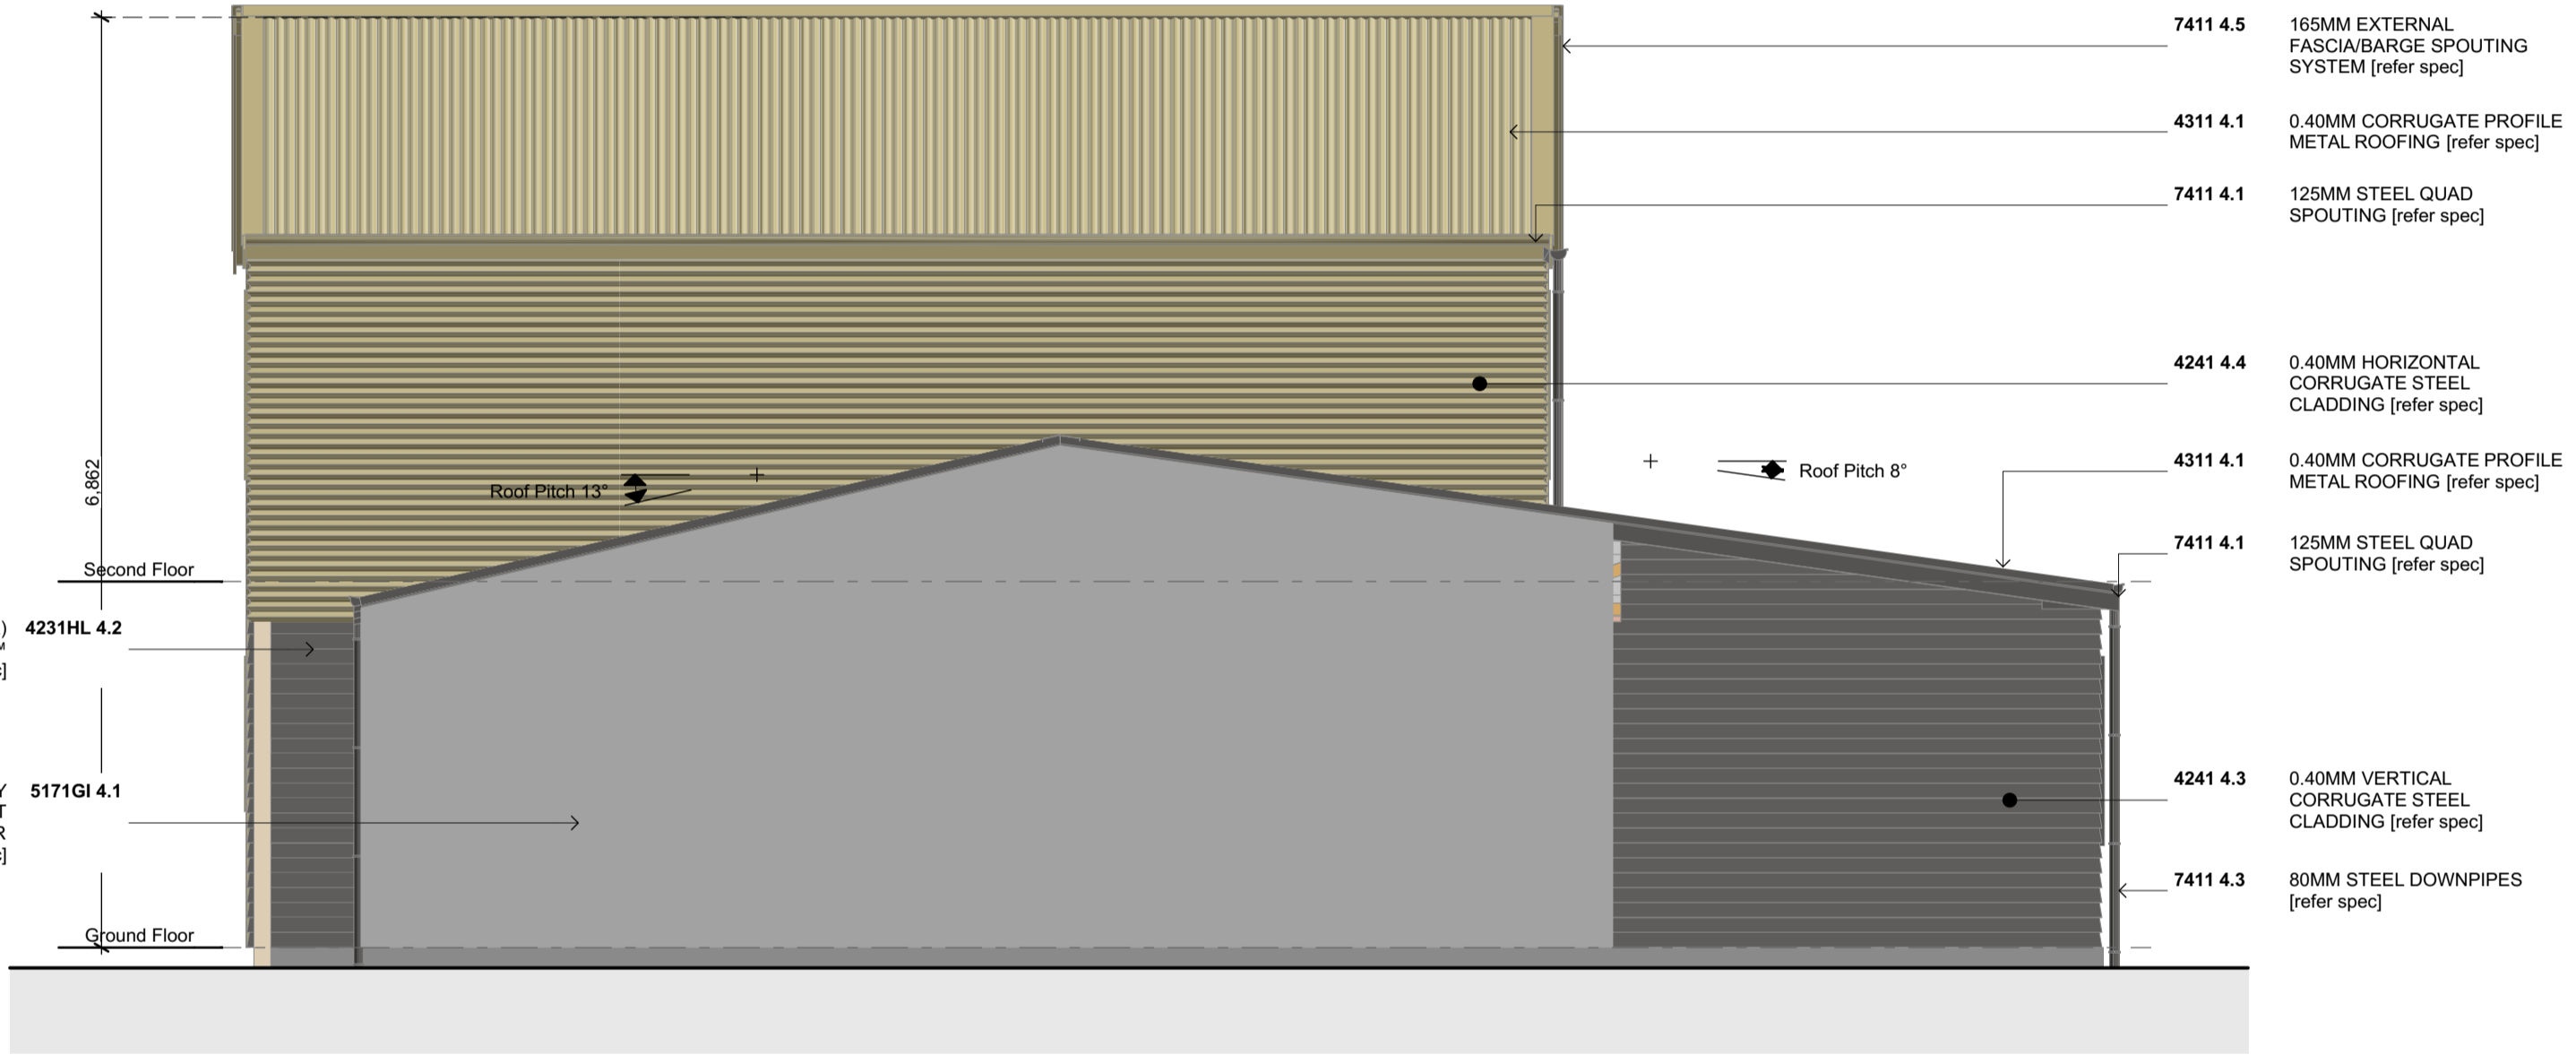 7411 4.5 165MM EXTERNAL
FASCIA/BARGE SPOUTING
SYSTEM [refer spec]
4311 4.1 0.40MM CORRUGATE PROFILE
METAL ROOFING [refer spec]
7411 4.1 125MM STEEL QUAD
SPOUTING [refer spec]
4241 4.4 0.40MM HORIZONTAL
CORRUGATE STEEL
CLADDING [refer spec]
4311 4.1 0.40MM CORRUGATE PROFILE
METAL ROOFING [refer spec]
7411 4.1 125MM STEEL QUAD
SPOUTING [refer spec]
4241 4.3 0.40MM VERTICAL
CORRUGATE STEEL
CLADDING [refer spec]
7411 4.3 80MM STEEL DOWNPIPES
[refer spec]
Roof Pitch 13°
Roof Pitch 8°
6,862
Second Floor
) 4231HL 4.2
]
Y 5171GI 4.1
T
R
]
Ground Floor